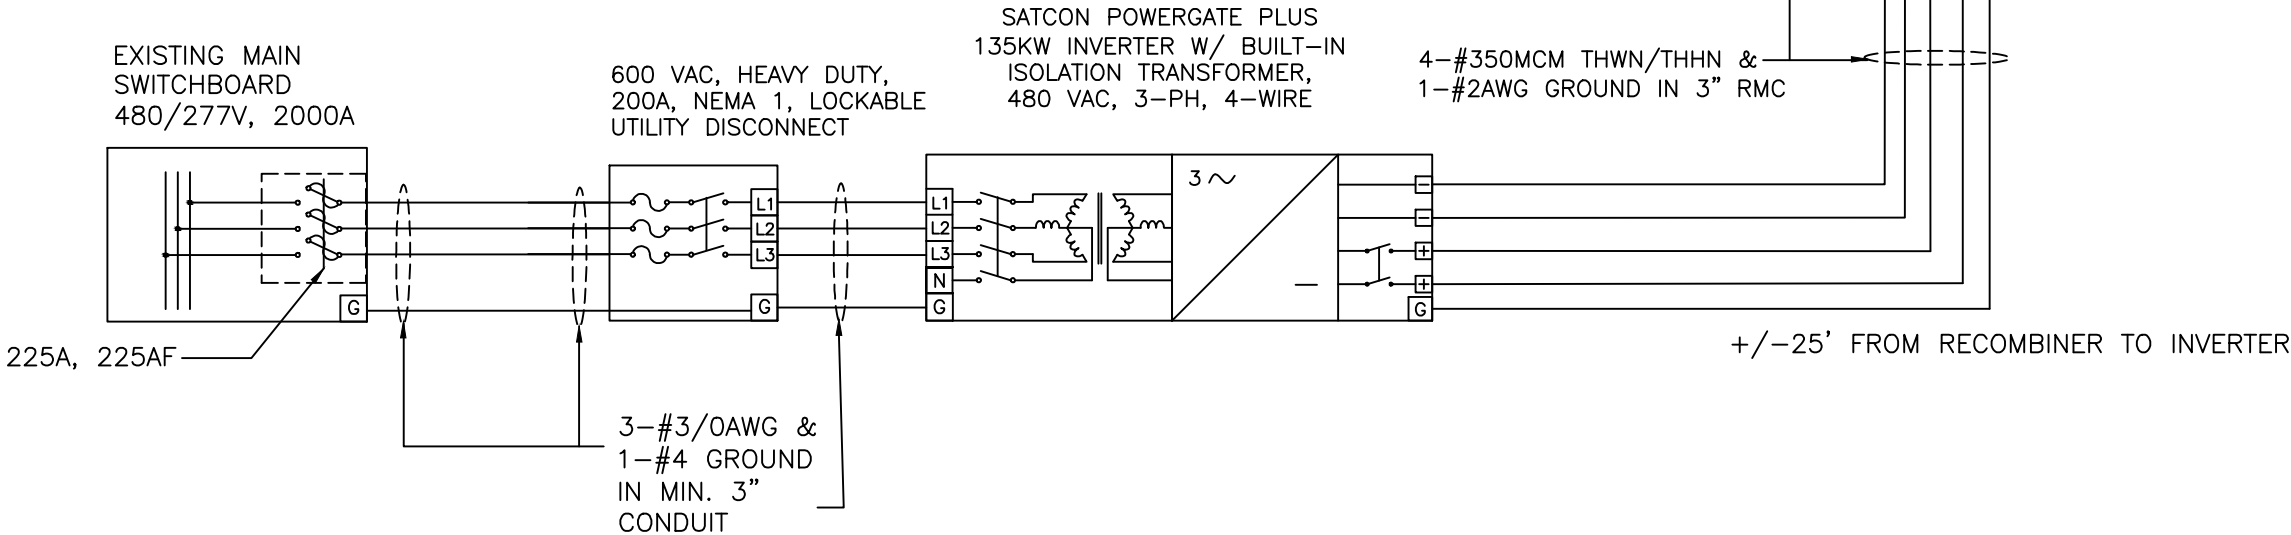 SATCON POWERGATE PLUS
135KW INVERTER W/ BUILT-IN
ISOLATION TRANSFORMER,
480 VAC, 3-PH, 4-WIRE
EXISTING MAIN
SWITCHBOARD
480/277V, 2000A
600 VAC, HEAVY DUTY,
200A, NEMA 1, LOCKABLE
UTILITY DISCONNECT
4-#350MCM THWN/THHN &
1-#2AWG GROUND IN 3" RMC
G
L1
L2
L3
G
L1
L2
L3
N
G
3~
—
-
-
+
+
G
225A, 225AF
+/-25' FROM RECOMBINER TO INVERTER
3-#3/0AWG &
1-#4 GROUND
IN MIN. 3"
CONDUIT